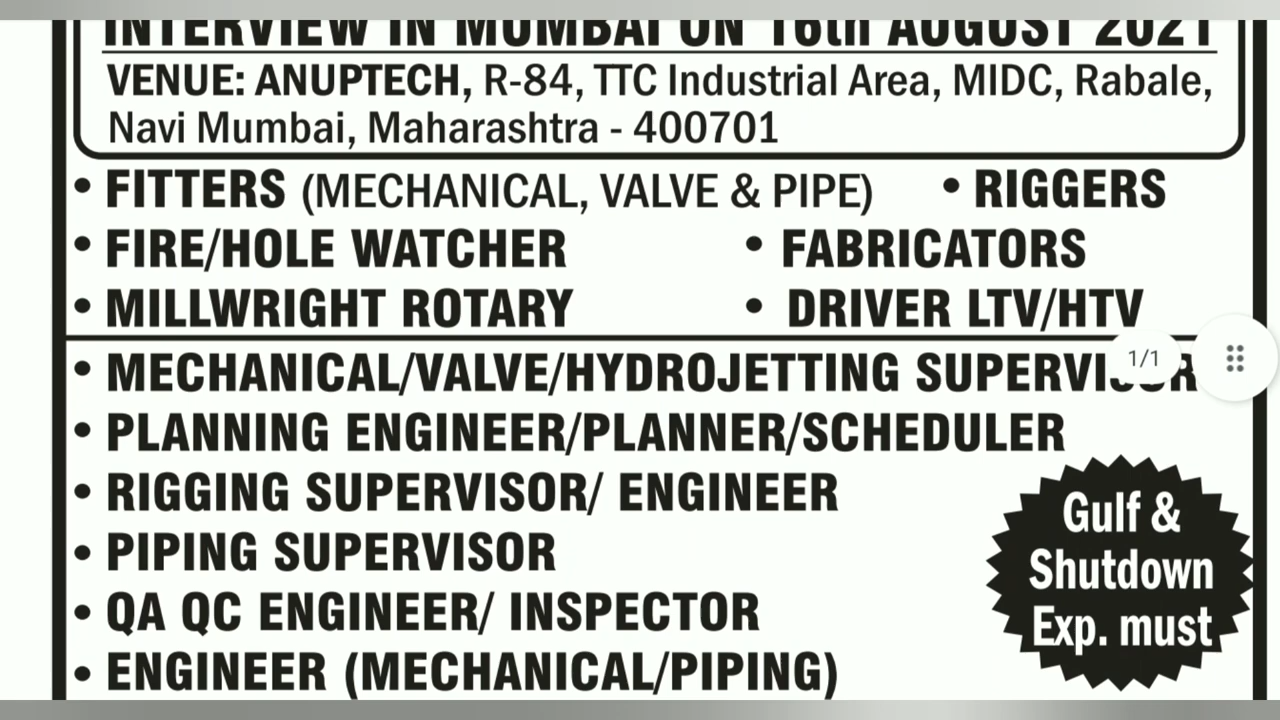 INTERVIEW IN MUMBAI ON 16th AUGUST 2021
VENUE: ANUPTECH, R-84, TTC Industrial Area, MIDC, Rabale,
Navi Mumbai, Maharashtra - 400701
• FITTERS (MECHANICAL, VALVE & PIPE) • RIGGERS
• FIRE/HOLE WATCHER • FABRICATORS
• MILLWRIGHT ROTARY • DRIVER LTV/HTV
• MECHANICAL/VALVE/HYDROJETTING SUPERVISOR
1/1
• PLANNING ENGINEER/PLANNER/SCHEDULER
• RIGGING SUPERVISOR/ ENGINEER
• PIPING SUPERVISOR
• QA QC ENGINEER/ INSPECTOR
• ENGINEER (MECHANICAL/PIPING)
Gulf &
Shutdown
Exp. must